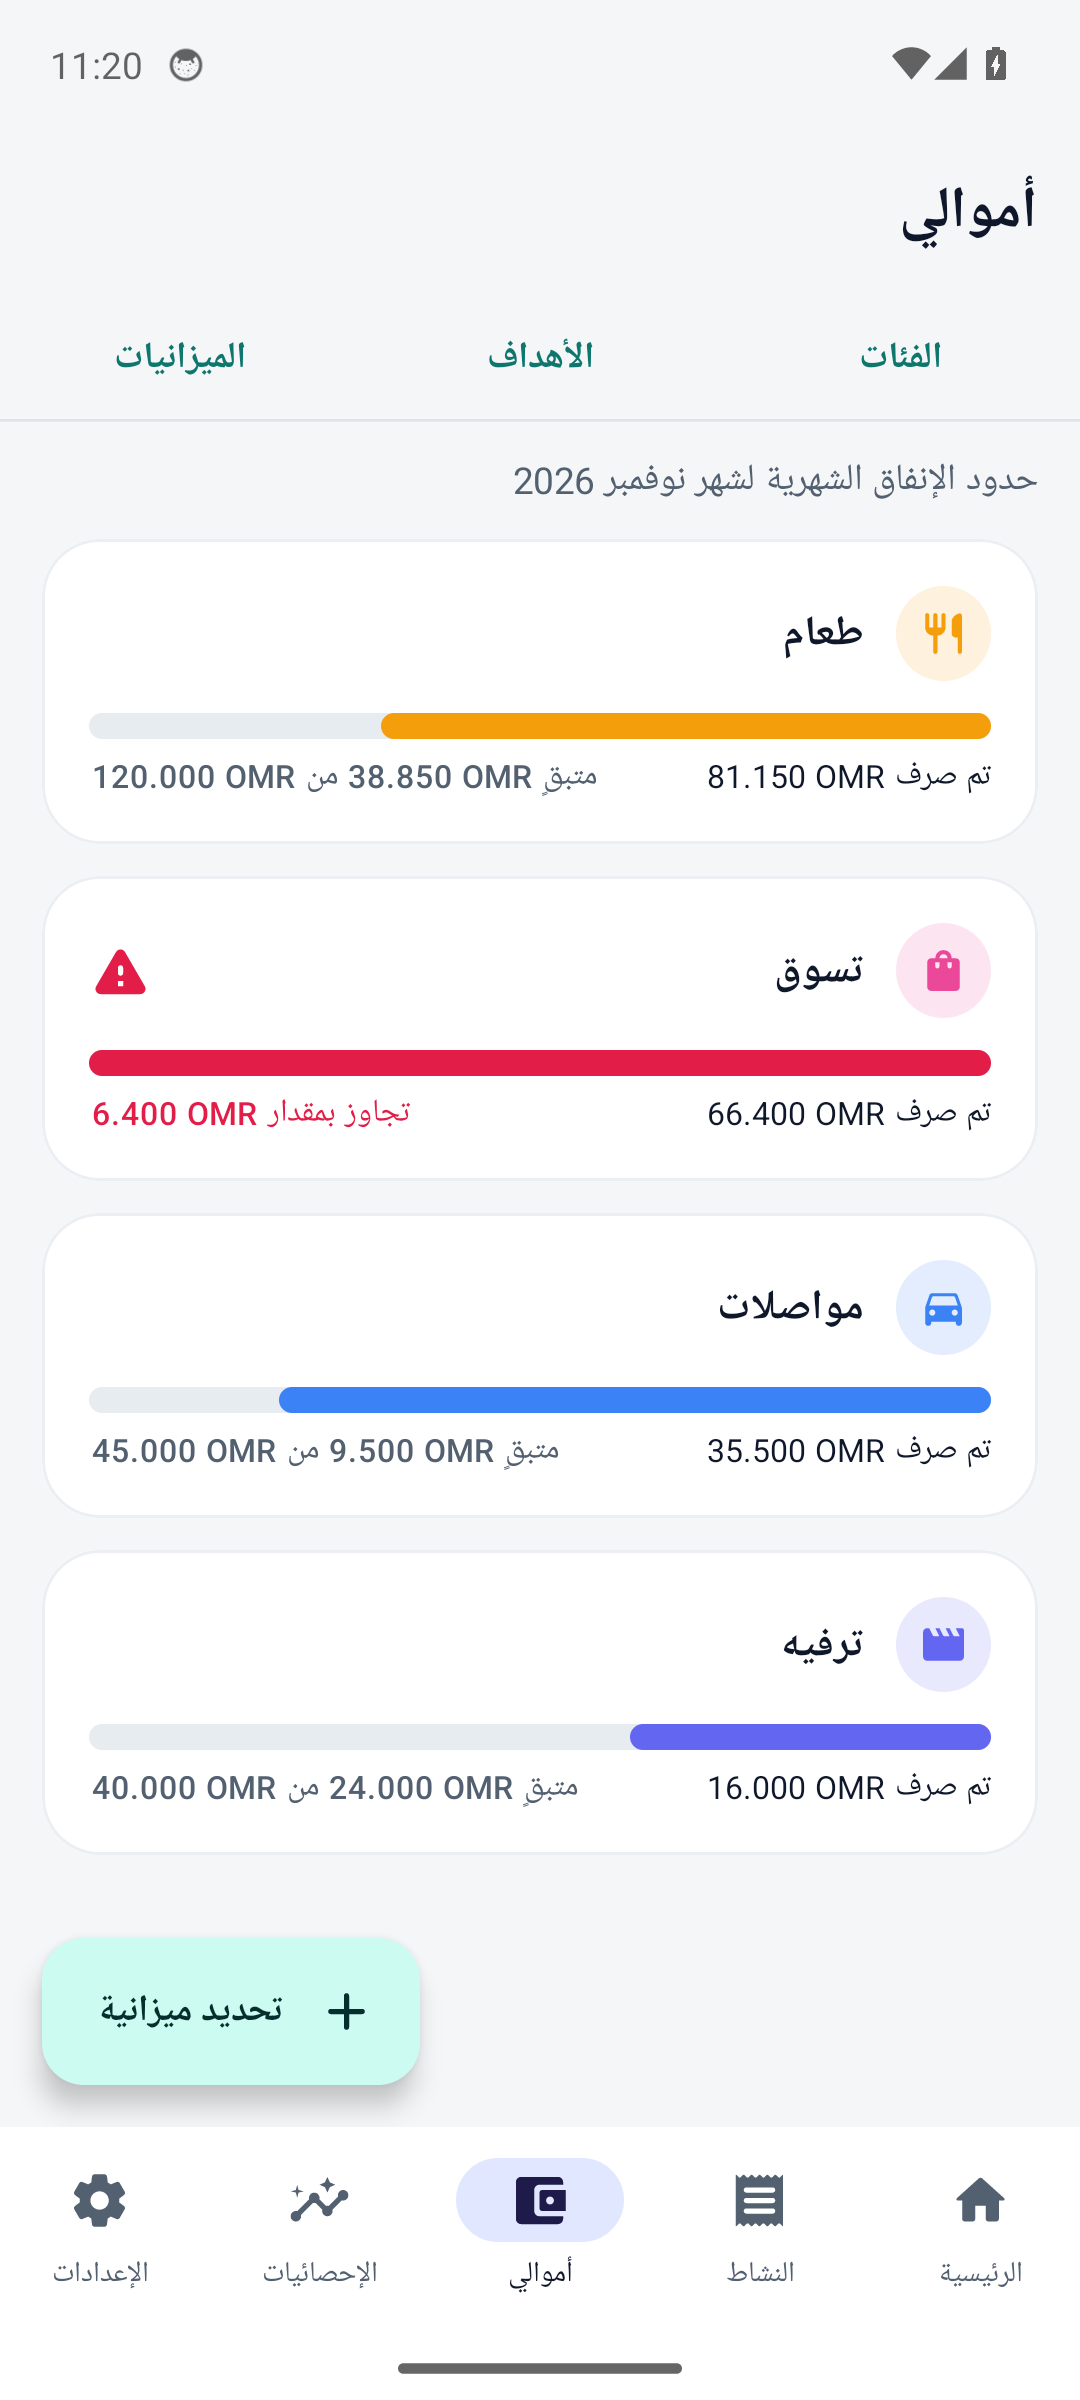 11:20
أموالي
الفئات
الأهداف
الميزانيات
حدود الإنفاق الشهرية لشهر نوفمبر 2026
طعام
تم صرف 81.150 OMR
متبقٍ 38.850 OMR من 120.000 OMR
تسوق
تم صرف 66.400 OMR
تجاوز بمقدار 6.400 OMR
مواصلات
تم صرف 35.500 OMR
متبقٍ 9.500 OMR من 45.000 OMR
ترفيه
تم صرف 16.000 OMR
متبقٍ 24.000 OMR من 40.000 OMR
تحديد ميزانية
الرئيسية
النشاط
أموالي
الإحصائيات
الإعدادات